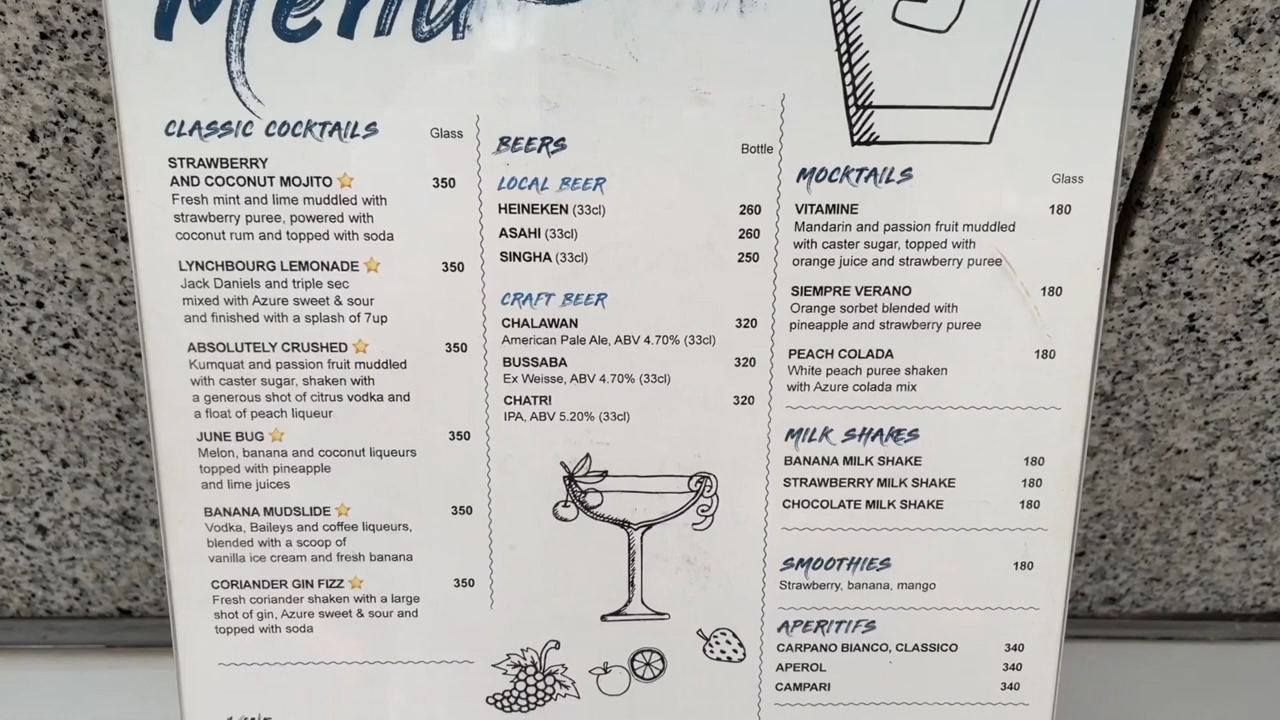 Menu
CLASSIC COCKTAILS Glass
STRAWBERRY
AND COCONUT MOJITO 350
Fresh mint and lime muddled with
strawberry puree, powered with
coconut rum and topped with soda
LYNCHBOURG LEMONADE 350
Jack Daniels and triple sec
mixed with Azure sweet & sour
and finished with a splash of 7up
ABSOLUTELY CRUSHED 350
Kumquat and passion fruit muddled
with caster sugar, shaken with
a generous shot of citrus vodka and
a float of peach liqueur
JUNE BUG 350
Melon, banana and coconut liqueurs
topped with pineapple
and lime juices
BANANA MUDSLIDE 350
Vodka, Baileys and coffee liqueurs,
blended with a scoop of
vanilla ice cream and fresh banana
CORIANDER GIN FIZZ 350
Fresh coriander shaken with a large
shot of gin, Azure sweet & sour and
topped with soda
BEERS Bottle
LOCAL BEER
HEINEKEN (33cl) 260
ASAHI (33cl) 260
SINGHA (33cl) 250
CRAFT BEER
CHALAWAN 320
American Pale Ale, ABV 4.70% (33cl)
BUSSABA 320
Ex Weisse, ABV 4.70% (33cl)
CHATRI 320
IPA, ABV 5.20% (33cl)
MOCKTAILS Glass
VITAMINE 180
Mandarin and passion fruit muddled
with caster sugar, topped with
orange juice and strawberry puree
SIEMPRE VERANO 180
Orange sorbet blended with
pineapple and strawberry puree
PEACH COLADA 180
White peach puree shaken
with Azure colada mix
MILK SHAKES
BANANA MILK SHAKE 180
STRAWBERRY MILK SHAKE 180
CHOCOLATE MILK SHAKE 180
SMOOTHIES 180
Strawberry, banana, mango
APERITIFS
CARPANO BIANCO, CLASSICO 340
APEROL 340
CAMPARI 340